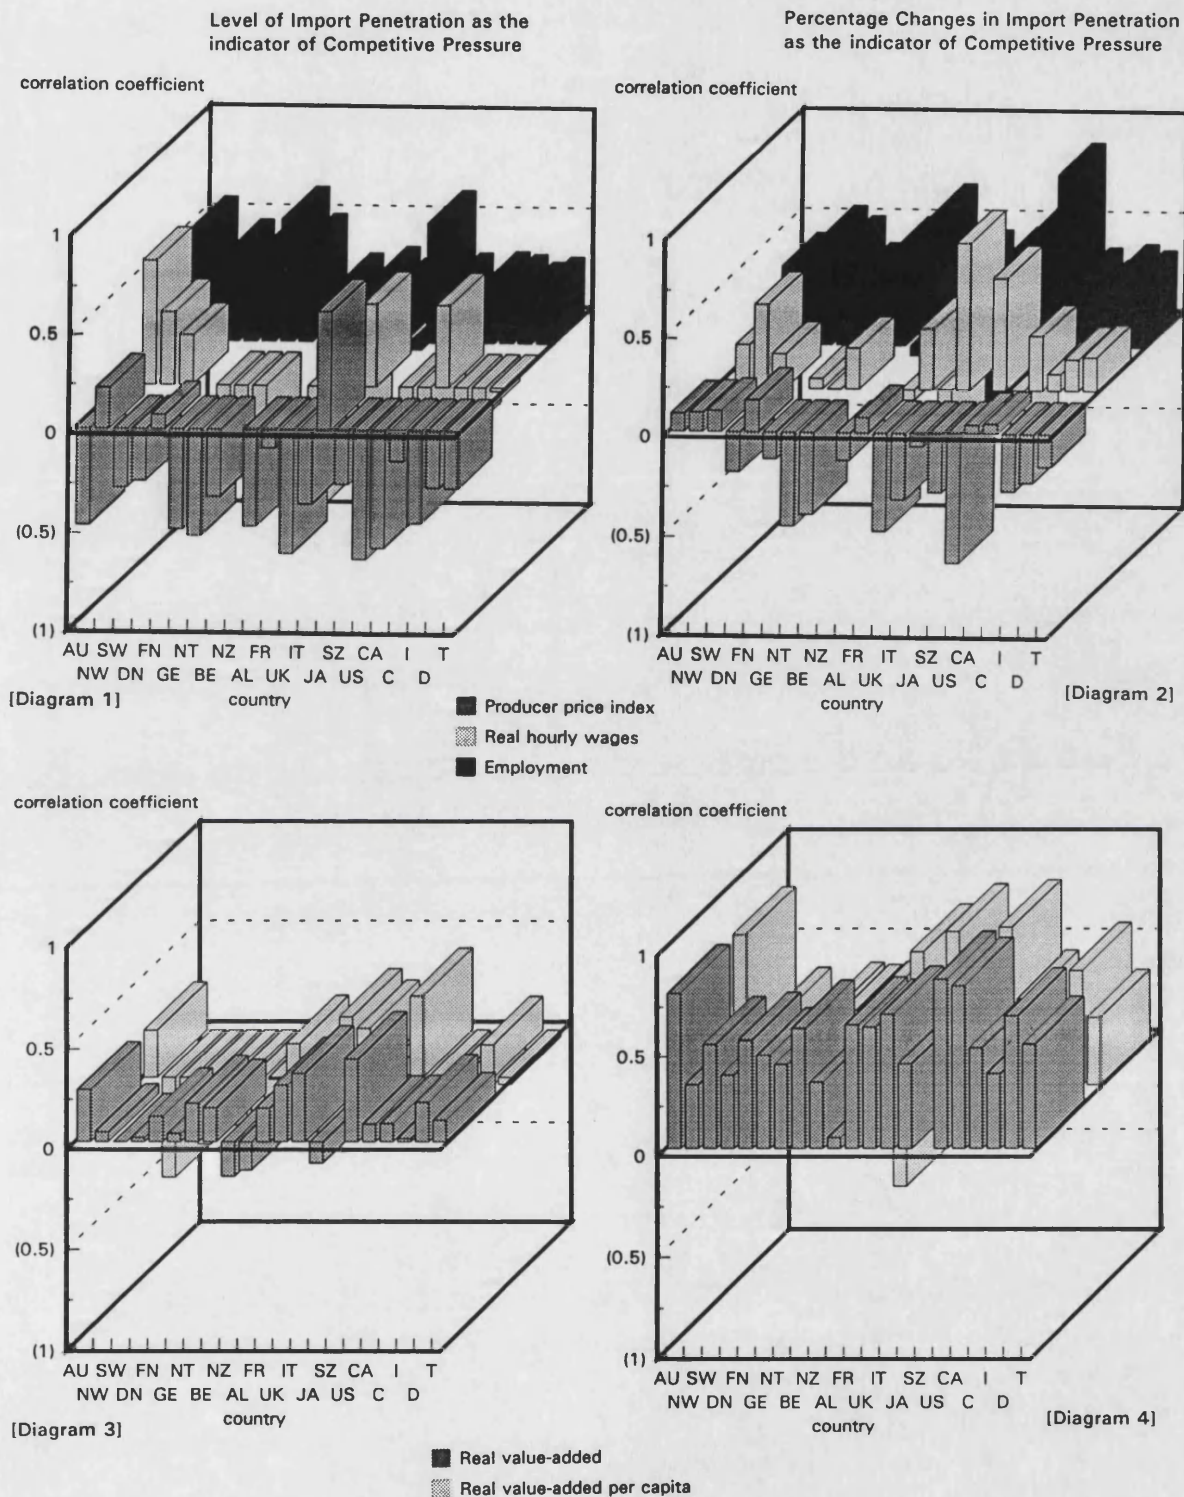 Level of Import Penetration as the
indicator of Competitive Pressure
Percentage Changes in Import Penetration
as the indicator of Competitive Pressure
correlation coefficient
1
0.5
0
(0.5)
(1)
AU SW FN NT NZ FR IT SZ CA I T
NW DN GE BE AL UK JA US C D
country
[Diagram 1]
correlation coefficient
1
0.5
0
(0.5)
(1)
AU SW FN NT NZ FR IT SZ CA I T
NW DN GE BE AL UK JA US C D
country
[Diagram 2]
Producer price index
Real hourly wages
Employment
correlation coefficient
1
0.5
0
(0.5)
(1)
AU SW FN NT NZ FR IT SZ CA I T
NW DN GE BE AL UK JA US C D
country
[Diagram 3]
correlation coefficient
1
0.5
0
(0.5)
(1)
AU SW FN NT NZ FR IT SZ CA I T
NW DN GE BE AL UK JA US C D
country
[Diagram 4]
Real value-added
Real value-added per capita